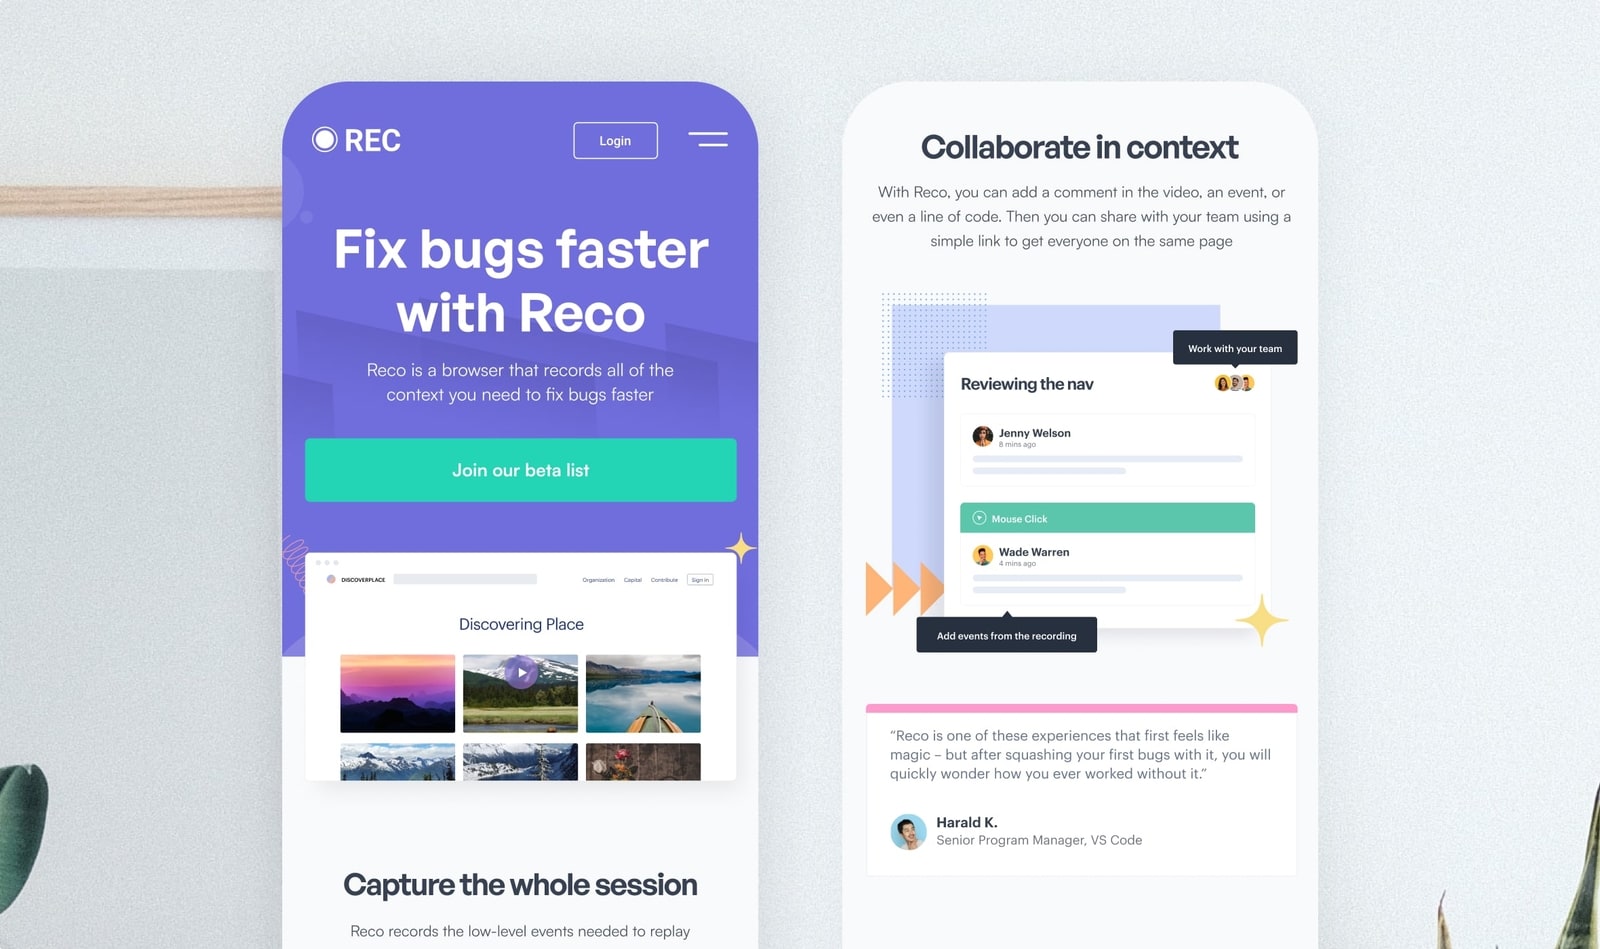 REC
Login
Fix bugs faster
with Reco
Reco is a browser that records all of the
context you need to fix bugs faster
Join our beta list
DISCOVERPLACE
Organization
Capital
Contribute
Sign In
Discovering Place
Capture the whole session
Reco records the low-level events needed to replay
Collaborate in context
With Reco, you can add a comment in the video, an event, or
even a line of code. Then you can share with your team using a
simple link to get everyone on the same page
Work with your team
Reviewing the nav
Jenny Welson
8 mins ago
Mouse Click
Wade Warren
4 mins ago
Add events from the recording
“Reco is one of these experiences that first feels like
magic – but after squashing your first bugs with it, you will
quickly wonder how you ever worked without it.”
Harald K.
Senior Program Manager, VS Code